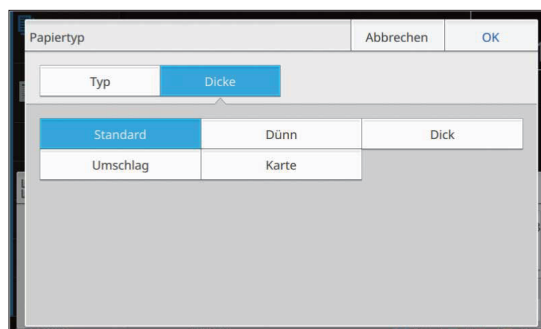 Papiertyp Abbrechen OK
Typ Dicke
Standard Dünn Dick
Umschlag Karte